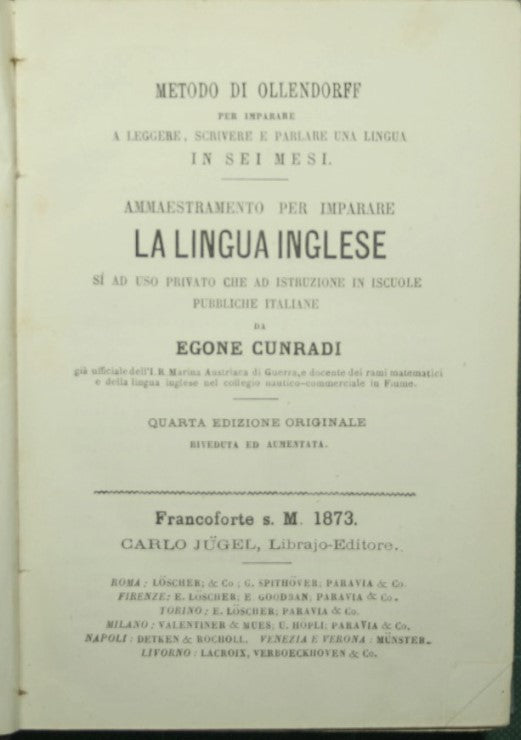 METODO DI OLLENDORFF
PER IMPARARE
A LEGGERE, SCRIVERE E PARLARE UNA LINGUA
IN SEI MESI.
AMMAESTRAMENTO PER IMPARARE
LA LINGUA INGLESE
SÍ AD USO PRIVATO CHE AD ISTRUZIONE IN ISCUOLE
PUBBLICHE ITALIANE
DA
EGONE CUNRADI
già ufficiale dell'I. R. Marina Austriaca di Guerra, e docente dei rami matematici
e della lingua inglese nel collegio nautico-commerciale in Fiume.
QUARTA EDIZIONE ORIGINALE
RIVEDUTA ED AUMENTATA.
Francoforte s. M. 1873.
CARLO JÜGEL, Librajo-Editore.
ROMA: LÖSCHER; & Co; G. SPITHÖVER; PARAVIA & Co.
FIRENZE: E. LÖSCHER; E. GOODBAN; PARAVIA & Co.
TORINO: E. LÖSCHER; PARAVIA & Co.
MILANO: VALENTINER & MUES; U. HOPLI; PARAVIA & Co.
NAPOLI: DETKEN & ROCHOLL. VENEZIA E VERONA: MÜNSTER.
LIVORNO: LACROIX, VERBOECKHOVEN & Co.